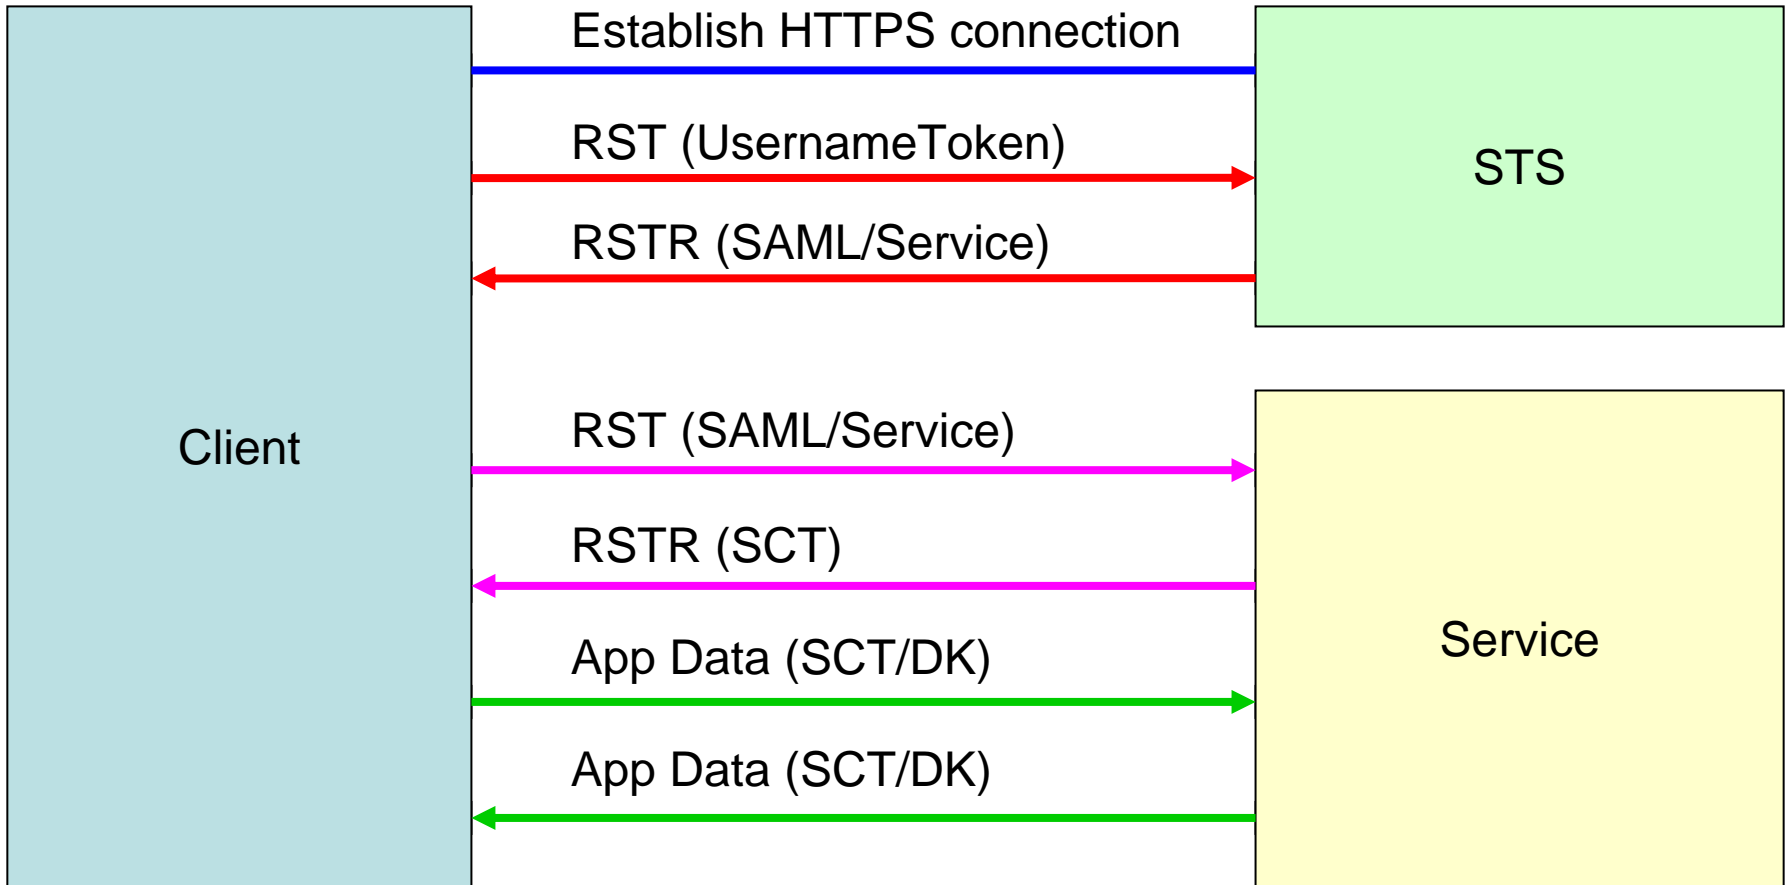 Establish HTTPS connection
RST (UsernameToken)
STS
RSTR (SAML/Service)
Client
RST (SAML/Service)
RSTR (SCT)
Service
App Data (SCT/DK)
App Data (SCT/DK)